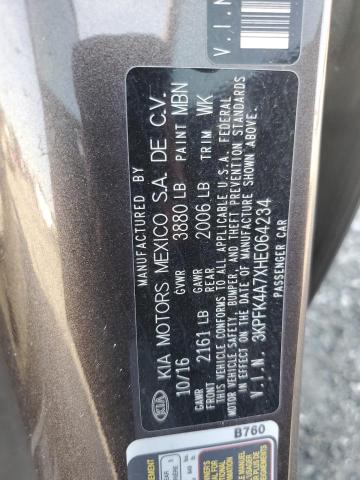 V.I.N
MANUFACTURED BY
KIA KIA MOTORS MEXICO S.A. DE C.V.
10/16 GVWR 3880 LB PAINT MBN
GAWR FRONT 2161 LB GAWR REAR 2006 LB TRIM WK
THIS VEHICLE CONFORMS TO ALL APPLICABLE U.S.A. FEDERAL
MOTOR VEHICLE SAFETY, BUMPER, AND THEFT PREVENTION STANDARDS
IN EFFECT ON THE DATE OF MANUFACTURE SHOWN ABOVE.
V.I.N. 3KPFK4A7XHE064234
PASSENGER CAR
B760